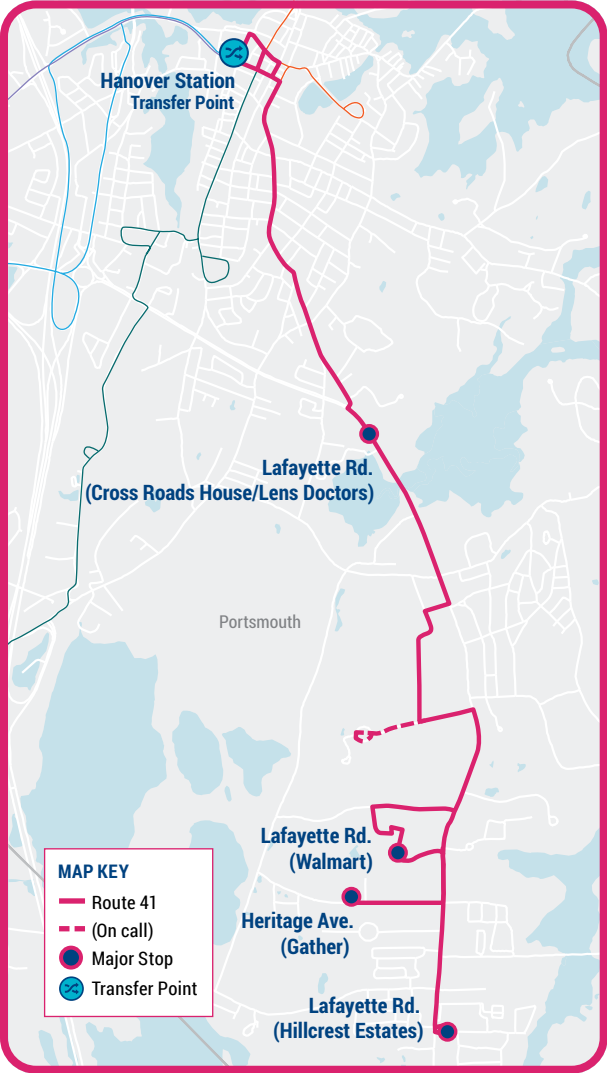 Hanover Station
Transfer Point
Lafayette Rd.
(Cross Roads House/Lens Doctors)
Portsmouth
Lafayette Rd.
(Walmart)
Heritage Ave.
(Gather)
Lafayette Rd.
(Hillcrest Estates)
MAP KEY
Route 41
(On call)
Major Stop
Transfer Point